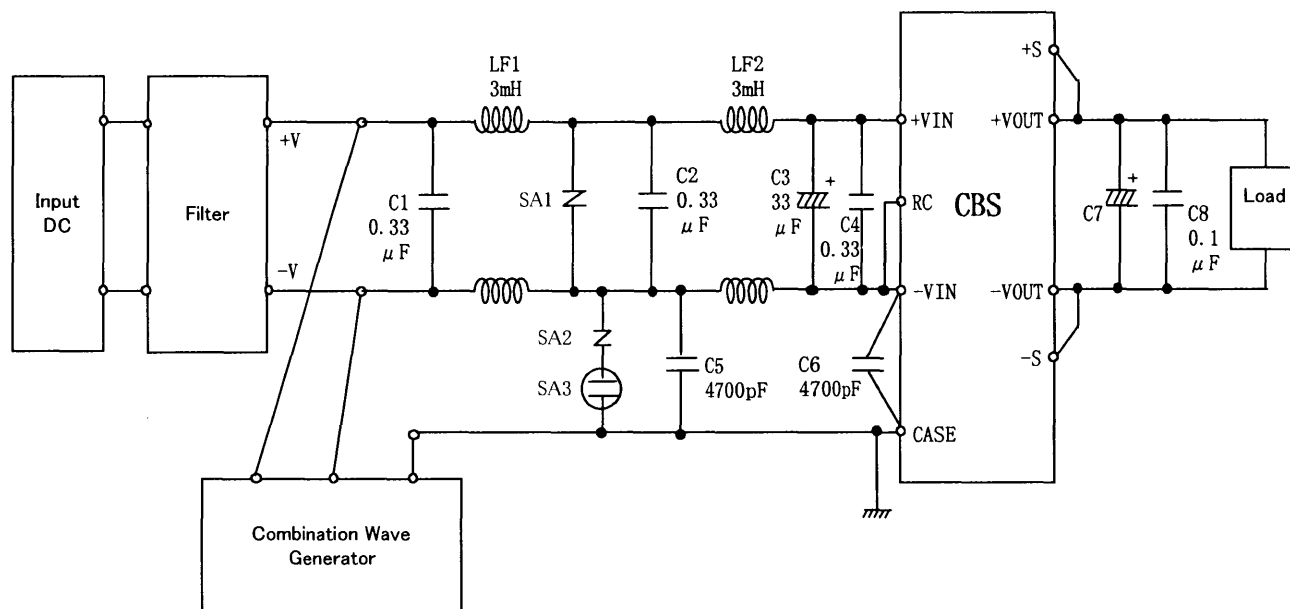 LF1
3mH
LF2
3mH
+S
+V
+VIN
+VOUT
Input
DC
Filter
SA1
C1
0.33
μF
C2
0.33
μF
C3
33
μF
+
C4
0.33
μF
RC
CBS
C7
+
C8
0.1
μF
Load
-V
-VIN
-VOUT
SA2
SA3
C5
4700pF
C6
4700pF
-S
CASE
Combination Wave
Generator